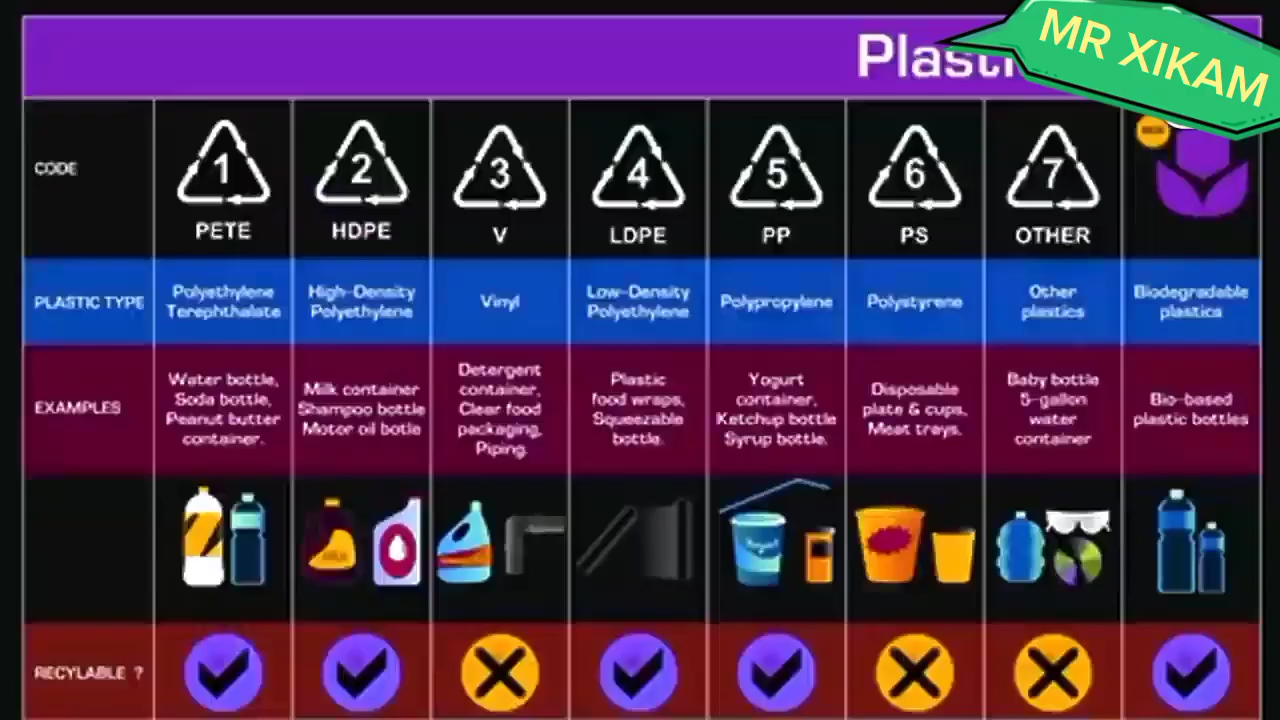 Plasti
MR XIKAM
CODE
1
PETE
2
HDPE
3
V
4
LDPE
5
PP
6
PS
7
OTHER
PLASTIC TYPE
Polyethylene
Terephthalate
High-Density
Polyethylene
Vinyl
Low-Density
Polyethylene
Polypropylene
Polystyrene
Other
plastics
Biodegradable
plastics
EXAMPLES
Water bottle,
Soda bottle,
Peanut butter
container.
Milk container
Shampoo bottle
Motor oil botle
Detergent
container,
Clear food
packaging,
Piping.
Plastic
food wraps,
Squeezable
bottle.
Yogurt
container,
Ketchup bottle
Syrup bottle.
Disposable
plate & cups,
Meat trays.
Baby bottle
5-gallon
water
container
Bio-based
plastic bottles
RECYLABLE ?